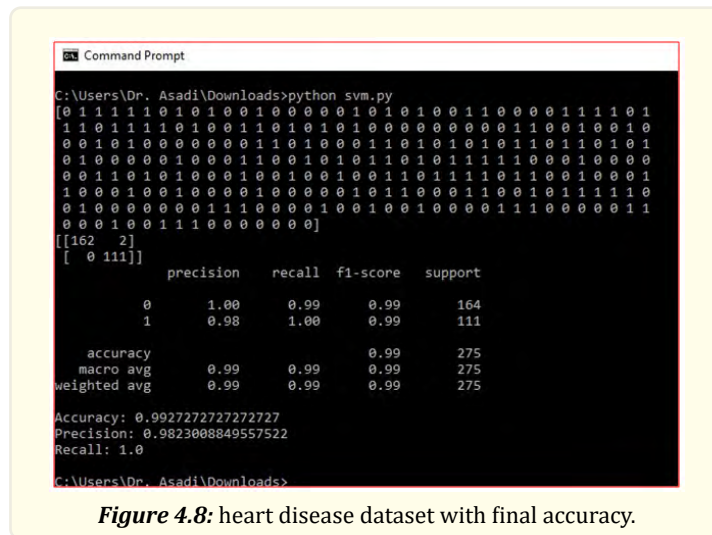 Command Prompt
C:\Users\Dr. Asadi\Downloads>python svm.py
[0 1 1 1 1 1 0 1 0 1 0 0 1 0 0 0 0 0 1 0 1 0 1 0 0 1 1 0 0 0 0 1 1 1 1 0 1
1 1 0 1 1 1 1 0 1 0 0 1 1 0 1 0 1 0 0 0 0 0 0 0 0 0 1 1 0 0 1 0 0 1 0
0 0 1 0 1 0 0 0 0 0 0 1 1 0 1 0 0 0 1 1 0 1 0 1 0 1 0 1 1 0 1 1 0 1 0 1
0 1 0 0 0 0 0 1 0 0 0 1 1 0 0 1 0 1 1 0 1 0 1 1 1 1 1 0 0 0 1 0 0 0 0
0 0 1 1 0 1 0 1 0 0 0 1 0 1 0 0 1 1 0 1 1 1 1 0 1 1 0 0 1 0 0 0 1
1 0 0 0 1 0 0 1 0 0 0 0 1 0 0 0 0 0 1 0 1 1 0 0 0 1 1 0 0 1 0 1 1 1 1 1 0
0 1 0 0 0 0 0 0 0 1 1 1 0 0 0 0 1 0 0 1 0 0 1 0 0 0 0 1 1 1 0 0 0 0 0 1 1
0 0 0 1 0 0 1 1 1 0 0 0 0 0 0 0]
[[162 2]
[ 0 111]]
precision recall f1-score support
0 1.00 0.99 0.99 164
1 0.98 1.00 0.99 111
accuracy 0.99 275
macro avg 0.99 0.99 0.99 275
weighted avg 0.99 0.99 0.99 275
Accuracy: 0.9927272727272727
Precision: 0.9823008849557522
Recall: 1.0
C:\Users\Dr. Asadi\Downloads>
Figure 4.8: heart disease dataset with final accuracy.